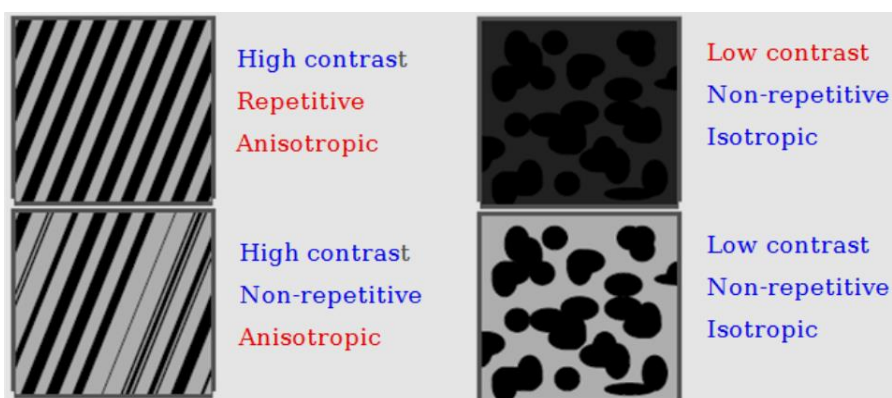 High contrast
Repetitive
Anisotropic
Low contrast
Non-repetitive
Isotropic
High contrast
Non-repetitive
Anisotropic
Low contrast
Non-repetitive
Isotropic